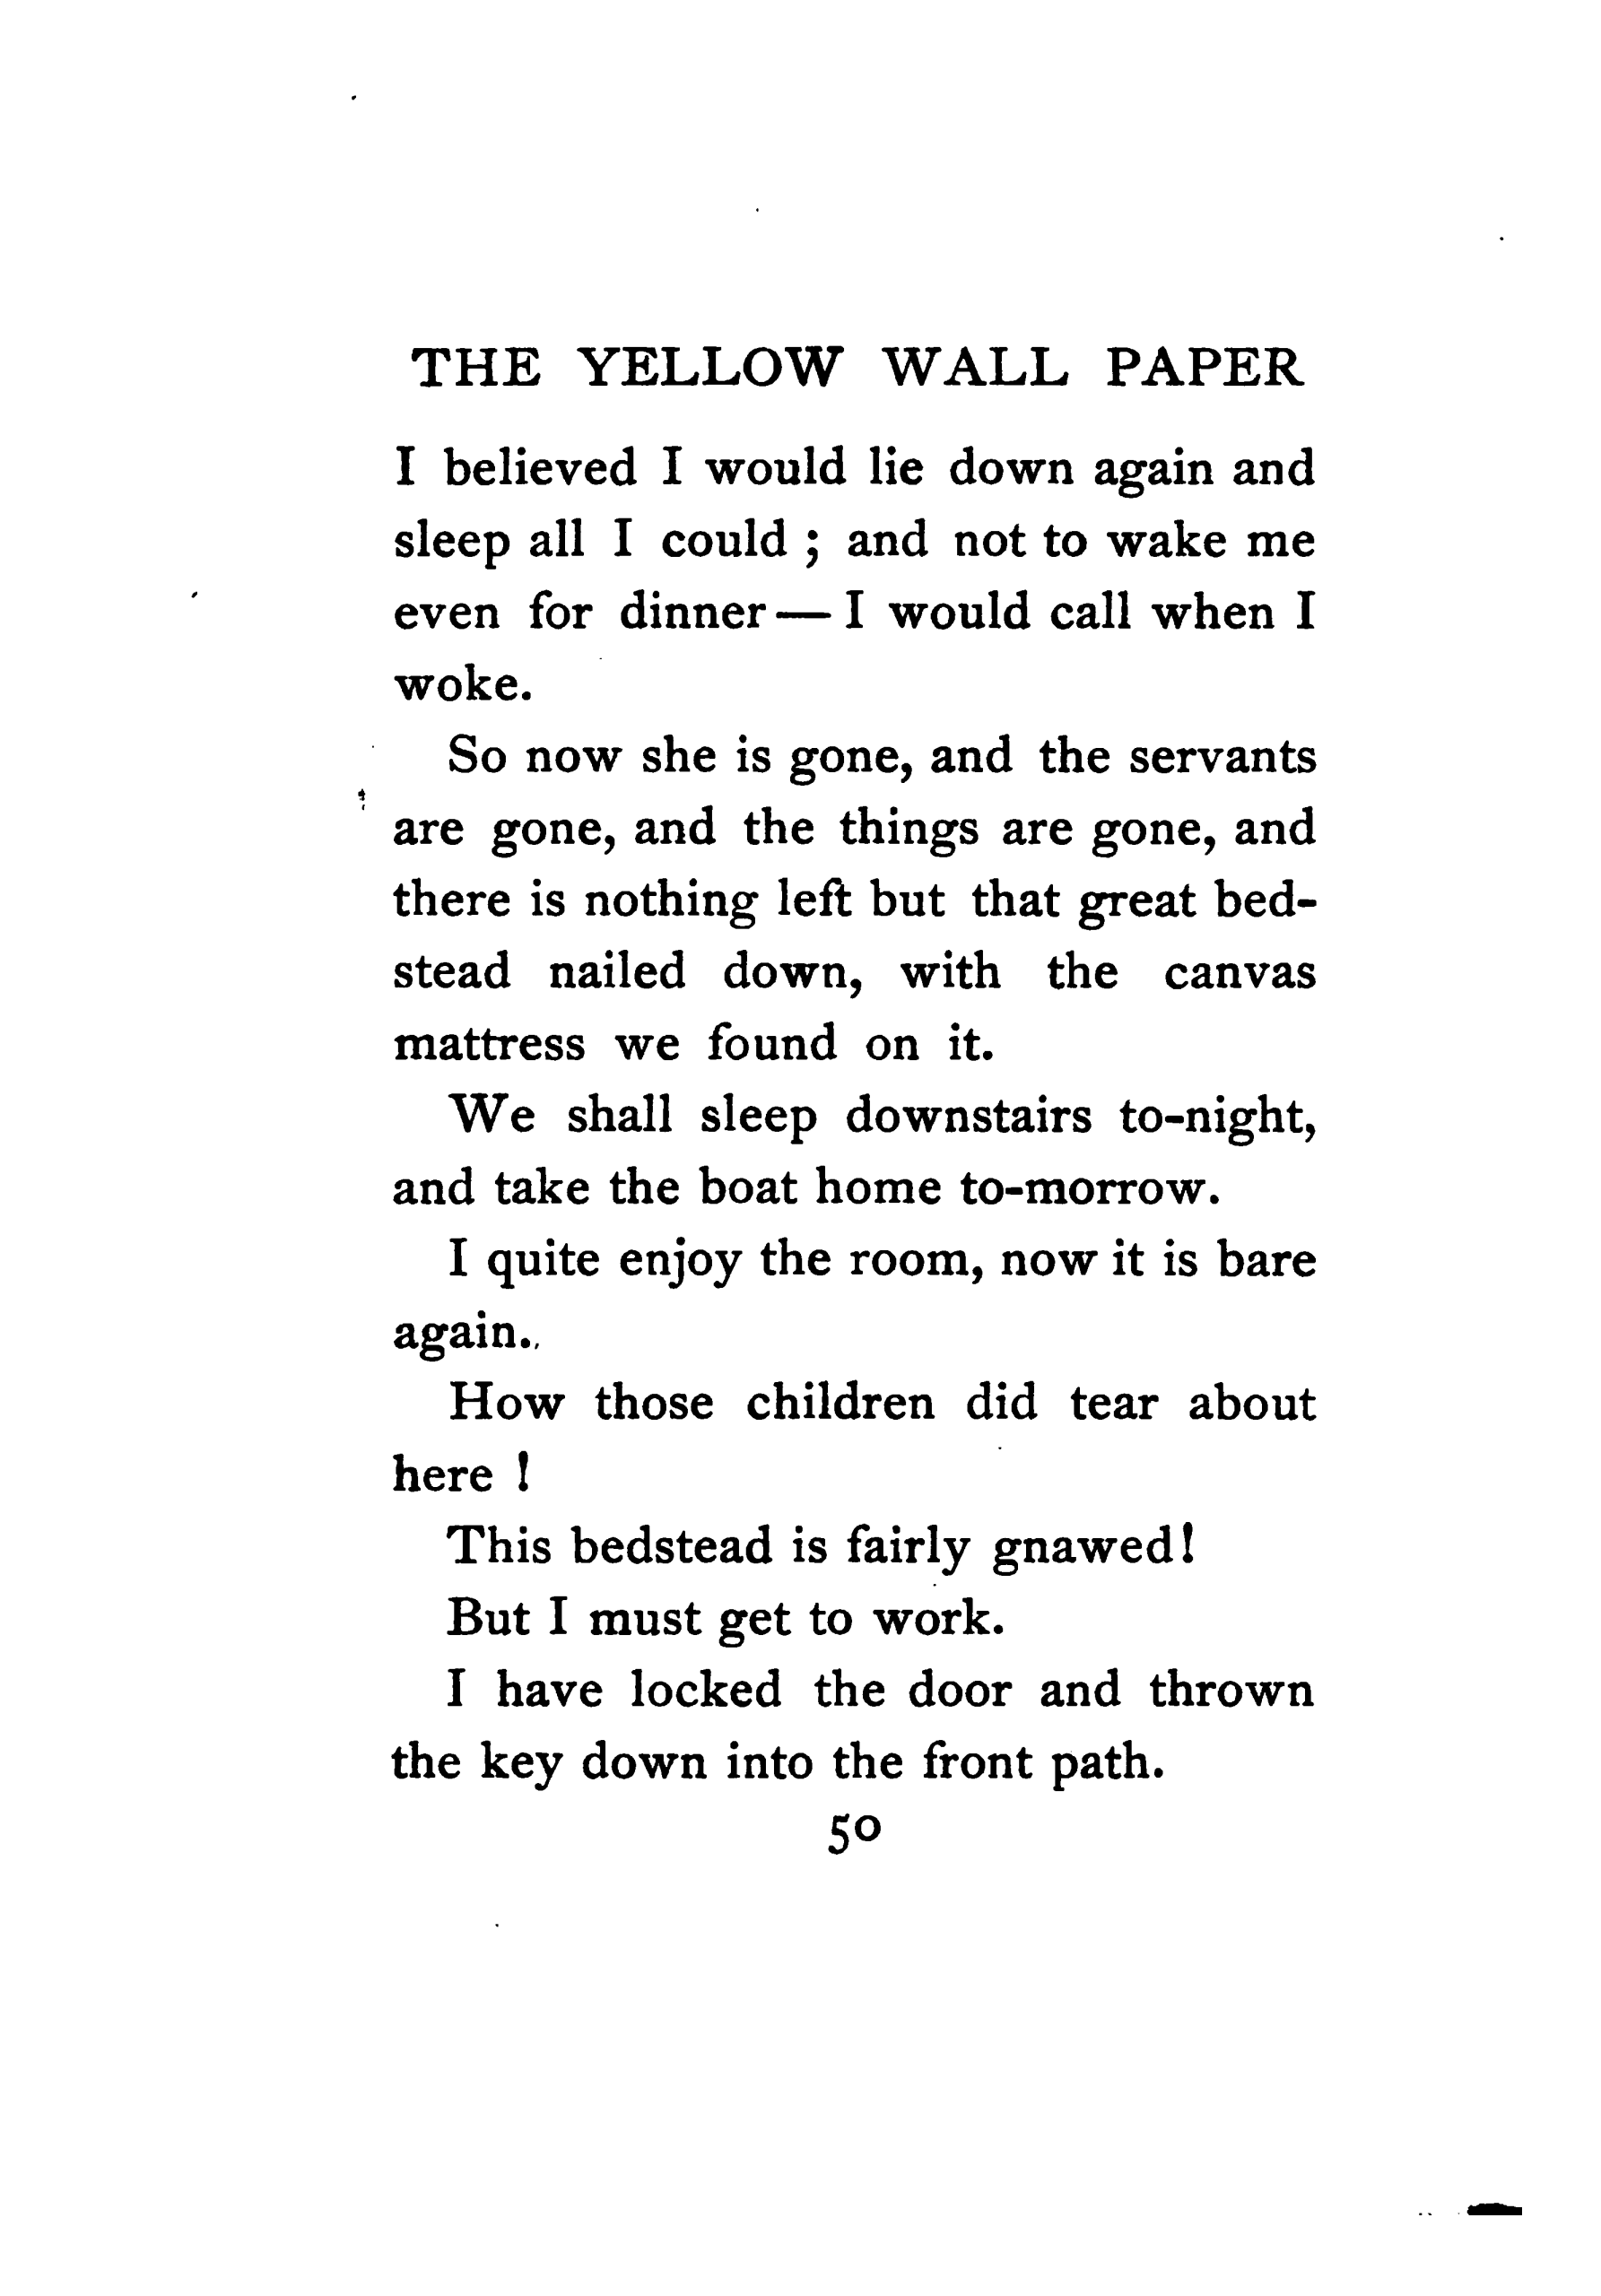 THE YELLOW WALL PAPER
I believed I would lie down again and
sleep all I could ; and not to wake me
even for dinner — I would call when I
woke.
So now she is gone, and the servants
are gone, and the things are gone, and
there is nothing left but that great bed-
stead nailed down, with the canvas
mattress we found on it.
We shall sleep downstairs to-night,
and take the boat home to-morrow.
I quite enjoy the room, now it is bare
again.
How those children did tear about
here !
This bedstead is fairly gnawed!
But I must get to work.
I have locked the door and thrown
the key down into the front path.
50